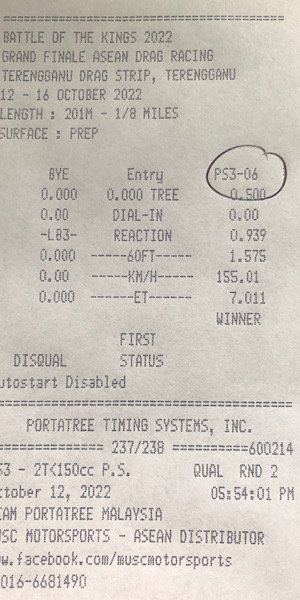 BATTLE OF THE KINGS 2022
GRAND FINALE ASEAN DRAG RACING
TERENGGANU DRAG STRIP, TERENGGANU
12 - 16 OCTOBER 2022
LENGTH : 201M - 1/8 MILES
SURFACE : PREP
BYE Entry PS3-06
0.000 0.000 TREE 0.500
0.00 DIAL-IN 0.00
-LB3- REACTION 0.939
0.000 -----60FT----- 1.575
0.00 -----KM/H----- 155.01
0.000 ------ET------ 7.011
WINNER
FIRST
DISQUAL STATUS
utostart Disabled
PORTATREE TIMING SYSTEMS, INC.
============ 237/238 ==========600214
S3 - 2T<150cc P.S. QUAL RND 2
ctober 12, 2022 05:54:01 PM
EAM PORTATREE MALAYSIA
USC MOTORSPORTS - ASEAN DISTRIBUTOR
w.facebook.com/muscmotorsports
016-6681490